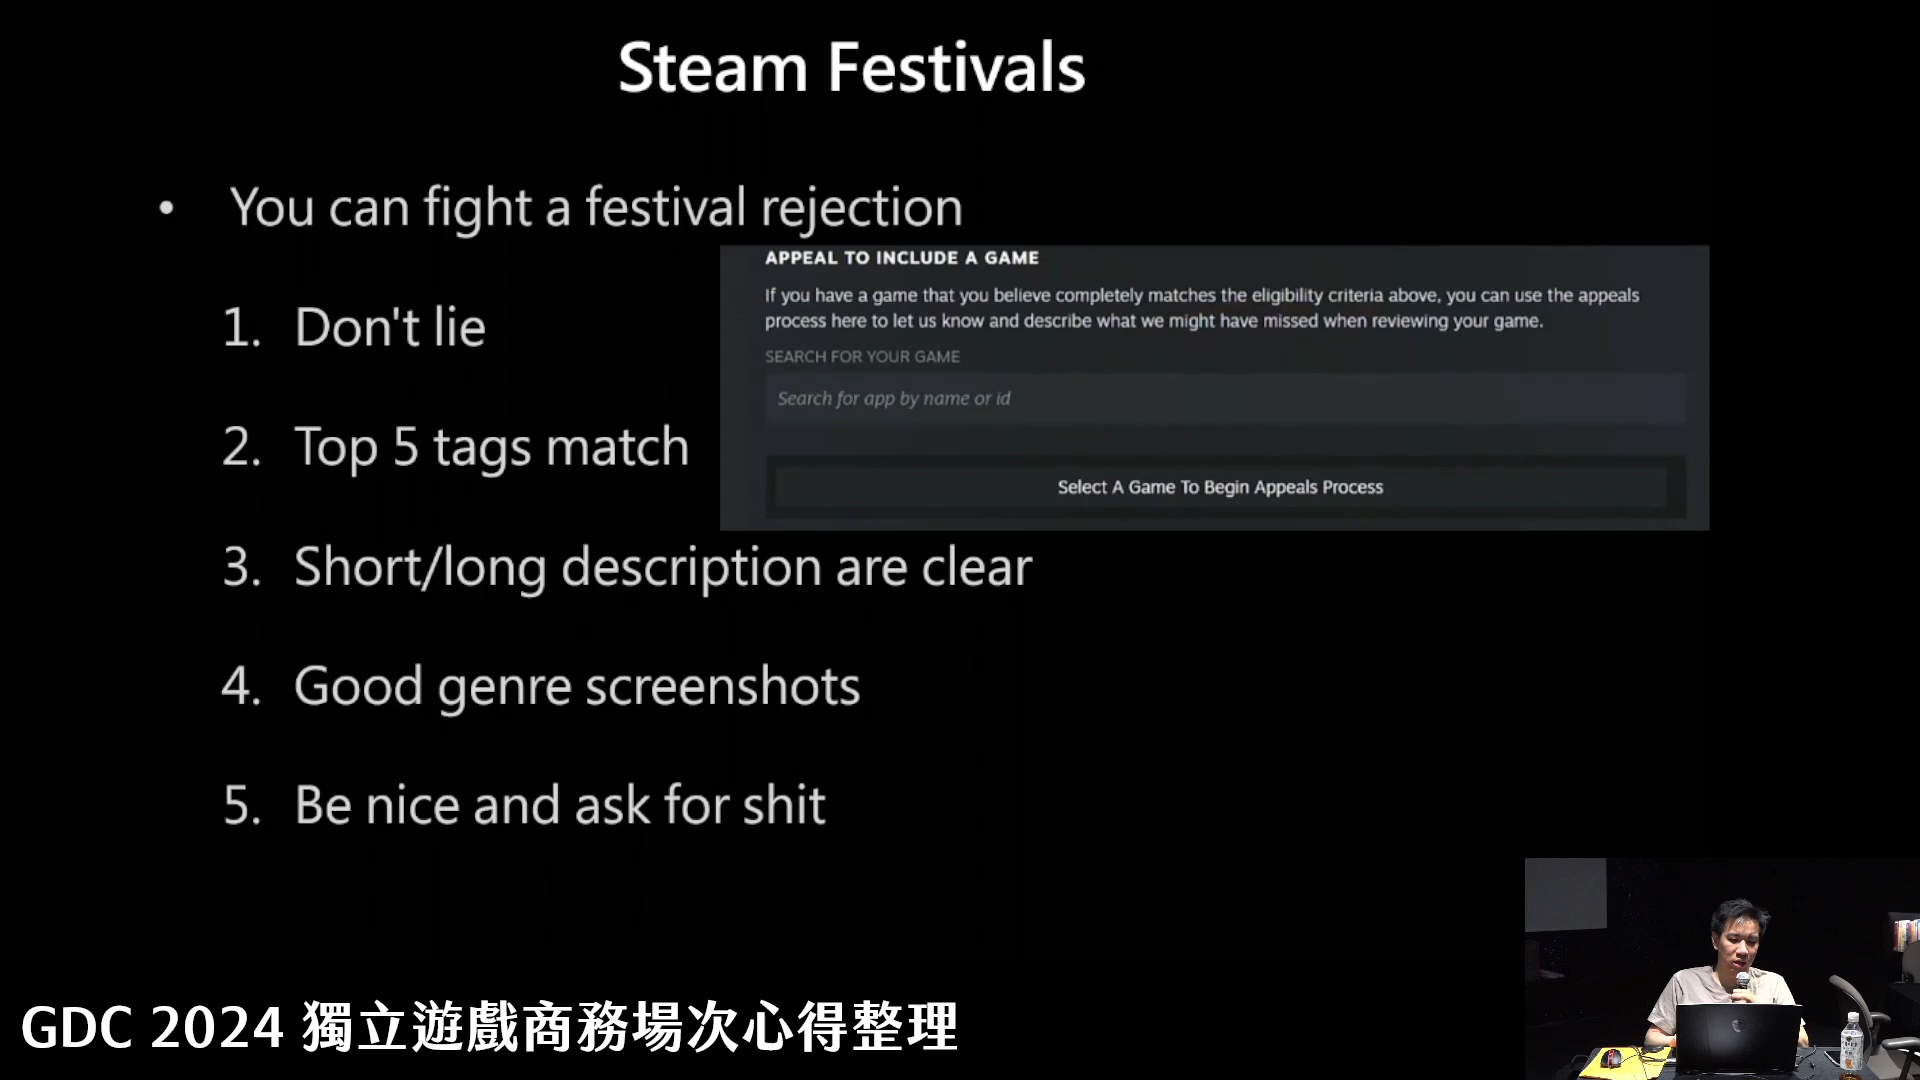 Steam Festivals
• You can fight a festival rejection
APPEAL TO INCLUDE A GAME
If you have a game that you believe completely matches the eligibility criteria above, you can use the appeals
process here to let us know and describe what we might have missed when reviewing your game.
SEARCH FOR YOUR GAME
Search for app by name or id
Select A Game To Begin Appeals Process
1. Don't lie
2. Top 5 tags match
3. Short/long description are clear
4. Good genre screenshots
5. Be nice and ask for shit
GDC 2024 獨立遊戲商務場次心得整理